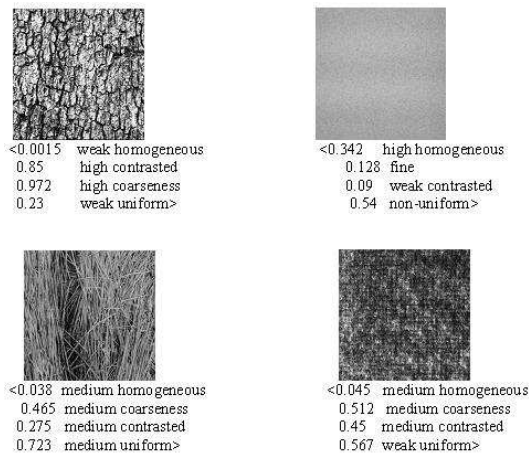 <0.0015 weak homogeneous
0.85 high contrasted
0.972 high coarseness
0.23 weak uniform>
<0.342 high homogeneous
0.128 fine
0.09 weak contrasted
0.54 non-uniform>
<0.038 medium homogeneous
0.465 medium coarseness
0.275 medium contrasted
0.723 medium uniform>
<0.045 medium homogeneous
0.512 medium coarseness
0.45 medium contrasted
0.567 weak uniform>